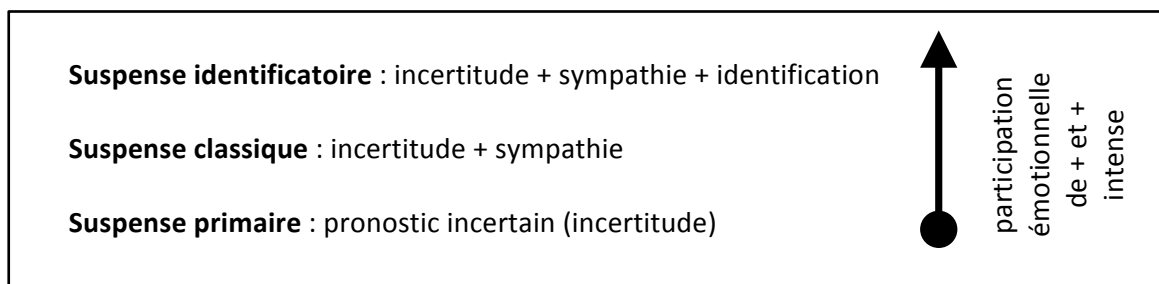 Suspense identificatoire : incertitude + sympathie + identification
Suspense classique : incertitude + sympathie
Suspense primaire : pronostic incertain (incertitude)
participation
émotionnelle
de + et +
intense